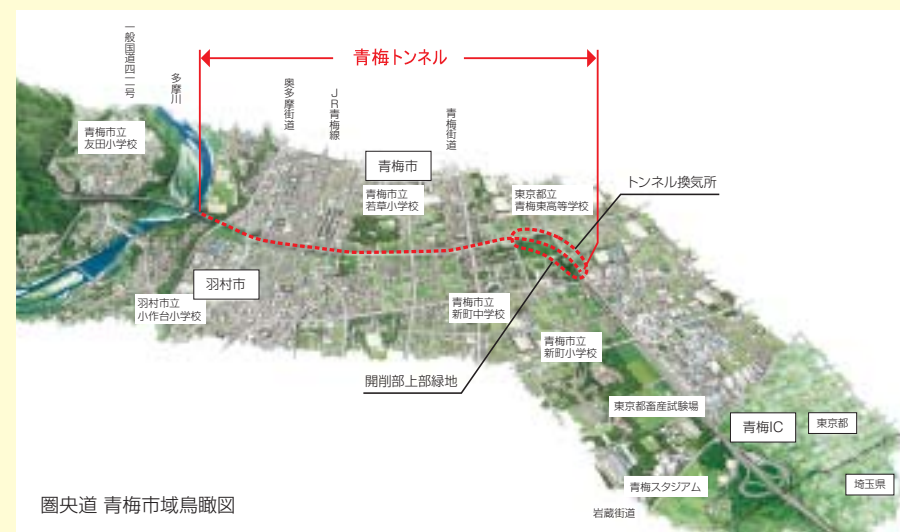 青梅トンネル
一般国道四一一号
多摩川
奥多摩街道
JR青梅線
青梅街道
青梅市立
友田小学校
青梅市
青梅市立
若草小学校
東京都立
青梅東高等学校
トンネル換気所
羽村市
羽村市立
小作台小学校
青梅市立
新町中学校
青梅市立
新町小学校
開削部上部緑地
東京都畜産試験場
青梅IC
東京都
埼玉県
青梅スタジアム
岩蔵街道
圏央道 青梅市域鳥瞰図